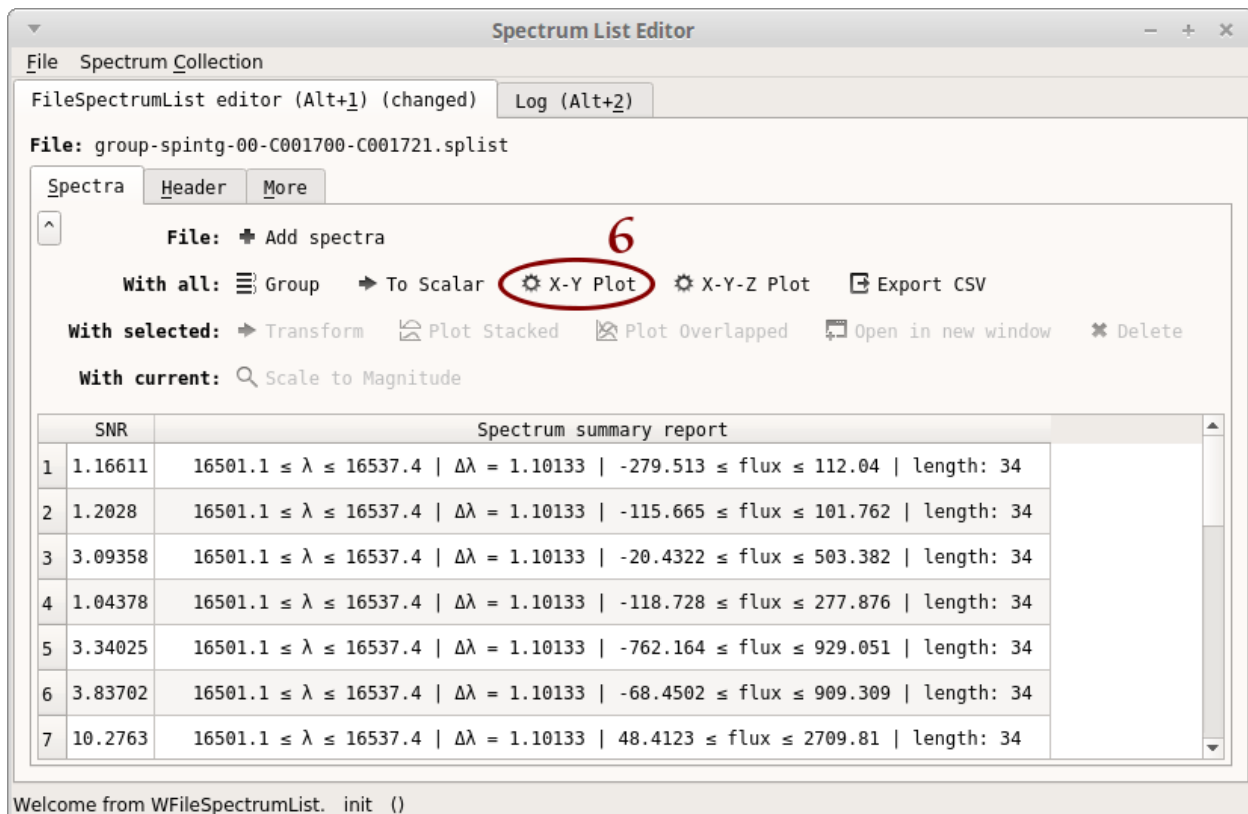 Spectrum List Editor
File Spectrum Collection
FileSpectrumList editor (Alt+1) (changed) Log (Alt+2)
File: group-spintg-00-C001700-C001721.splist
Spectra Header More
6
^ File: Add spectra
With all: Group To Scalar X-Y Plot X-Y-Z Plot Export CSV
With selected: Transform Plot Stacked Plot Overlapped Open in new window Delete
With current: Scale to Magnitude
SNR Spectrum summary report
1 1.16611 16501.1 ≤ λ ≤ 16537.4 | Δλ = 1.10133 | -279.513 ≤ flux ≤ 112.04 | length: 34
2 1.2028 16501.1 ≤ λ ≤ 16537.4 | Δλ = 1.10133 | -115.665 ≤ flux ≤ 101.762 | length: 34
3 3.09358 16501.1 ≤ λ ≤ 16537.4 | Δλ = 1.10133 | -20.4322 ≤ flux ≤ 503.382 | length: 34
4 1.04378 16501.1 ≤ λ ≤ 16537.4 | Δλ = 1.10133 | -118.728 ≤ flux ≤ 277.876 | length: 34
5 3.34025 16501.1 ≤ λ ≤ 16537.4 | Δλ = 1.10133 | -762.164 ≤ flux ≤ 929.051 | length: 34
6 3.83702 16501.1 ≤ λ ≤ 16537.4 | Δλ = 1.10133 | -68.4502 ≤ flux ≤ 909.309 | length: 34
7 10.2763 16501.1 ≤ λ ≤ 16537.4 | Δλ = 1.10133 | 48.4123 ≤ flux ≤ 2709.81 | length: 34
Welcome from WFileSpectrumList. init ()